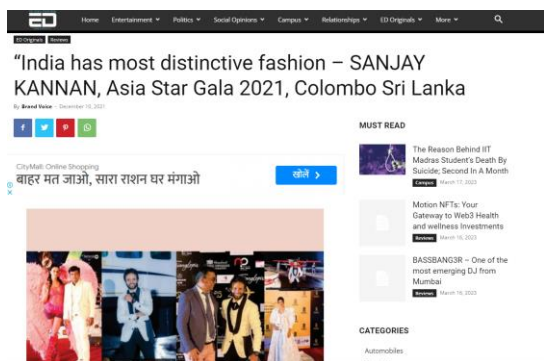 ED
Home Entertainment Politics Social Opinions Campus Relationships ED Originals More
ED Originals Reviews
“India has most distinctive fashion – SANJAY
KANNAN, Asia Star Gala 2021, Colombo Sri Lanka
By Brand Voice - December 10, 2021
CityMall: Online Shopping
बाहर मत जाओ, सारा राशन घर मंगाओ
खोलें
MUST READ
The Reason Behind IIT
Madras Student's Death By
Suicide; Second In A Month
Campus March 17, 2023
Motion NFTs: Your
Gateway to Web3 Health
and wellness Investments
Reviews March 16, 2023
BASSBANG3R – One of the
most emerging DJ from
Mumbai
Reviews March 16, 2023
CATEGORIES
Automobiles